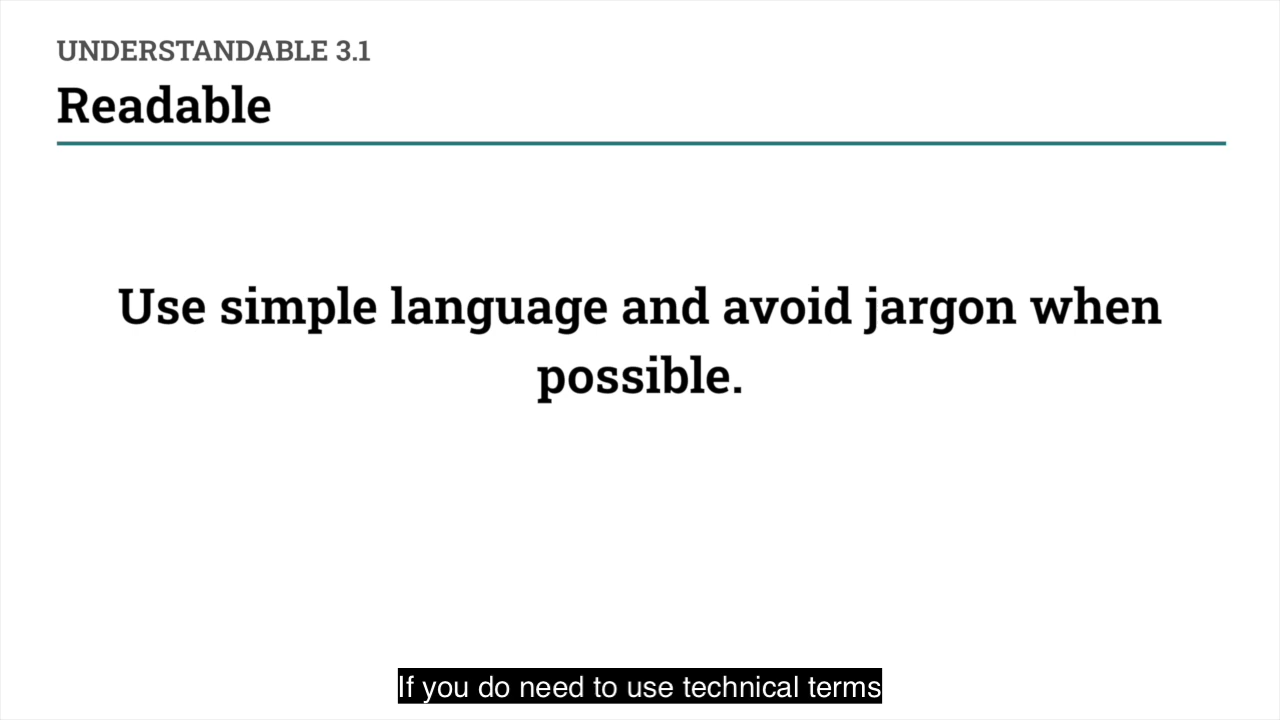 UNDERSTANDABLE 3.1
Readable
Use simple language and avoid jargon when
possible.
If you do need to use technical terms